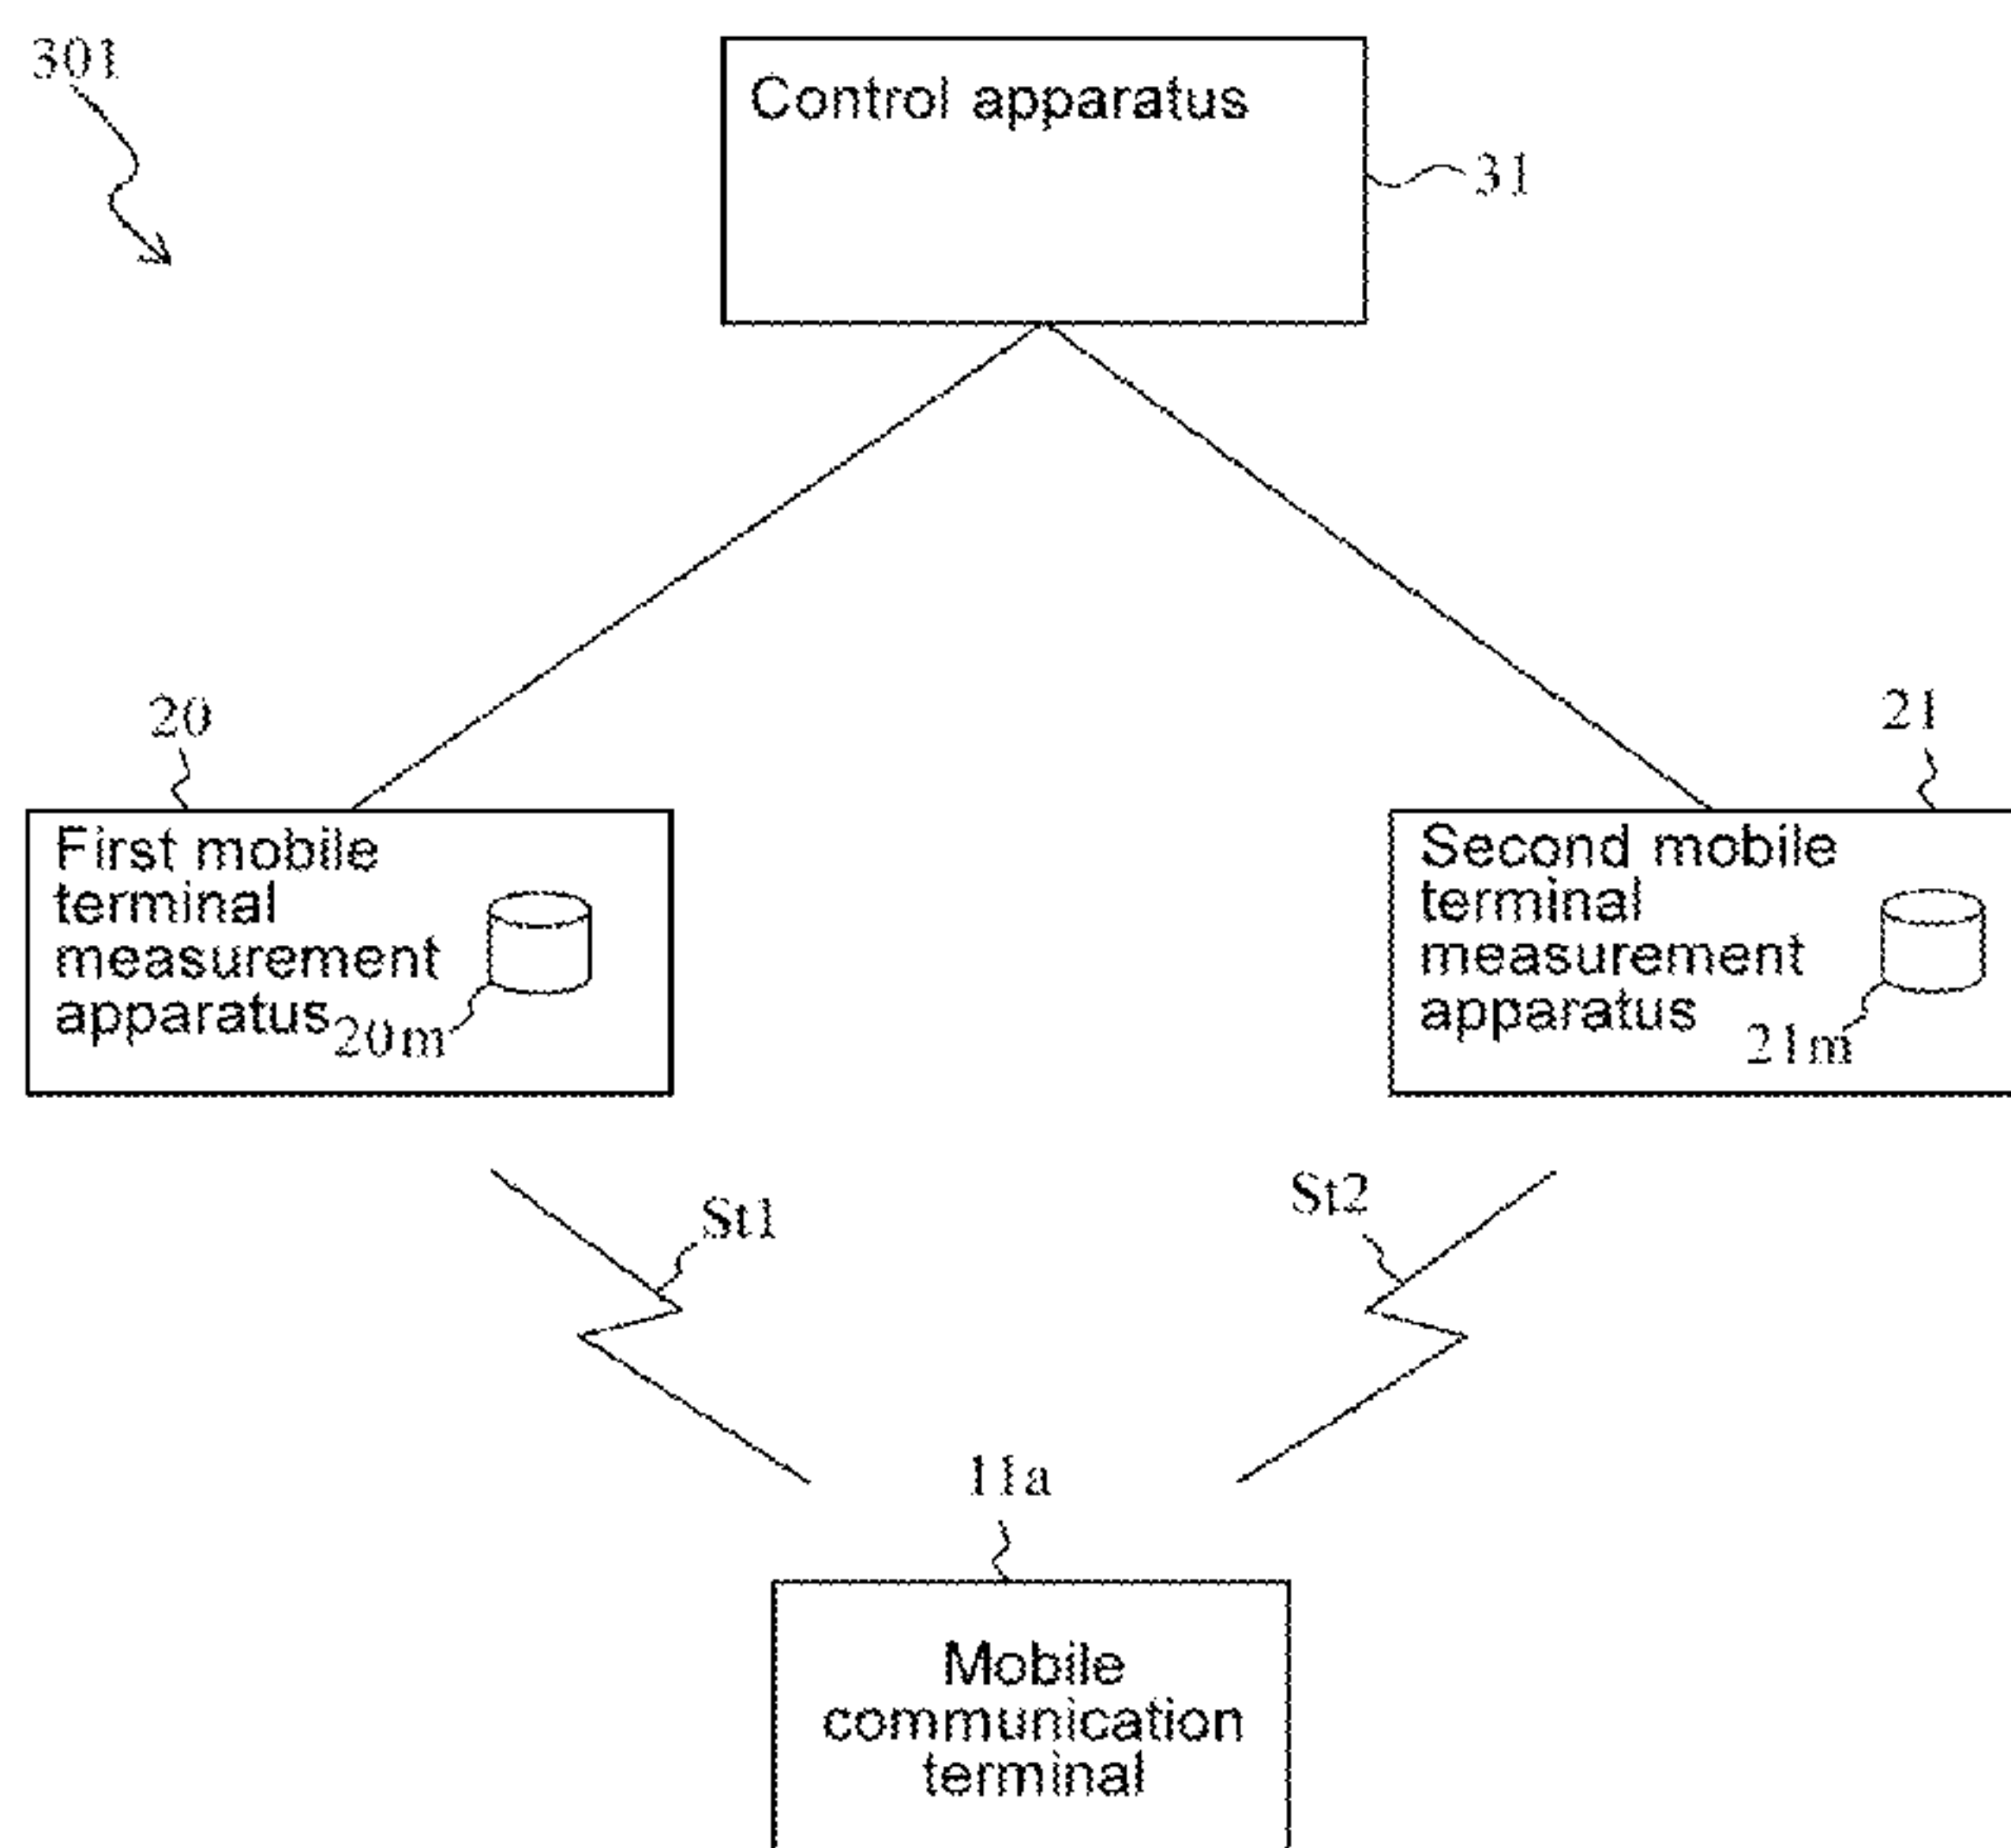 301
Control apparatus
31
20
21
First mobile
terminal
measurement
apparatus
20m
Second mobile
terminal
measurement
apparatus
21m
St1
St2
11a
Mobile
communication
terminal